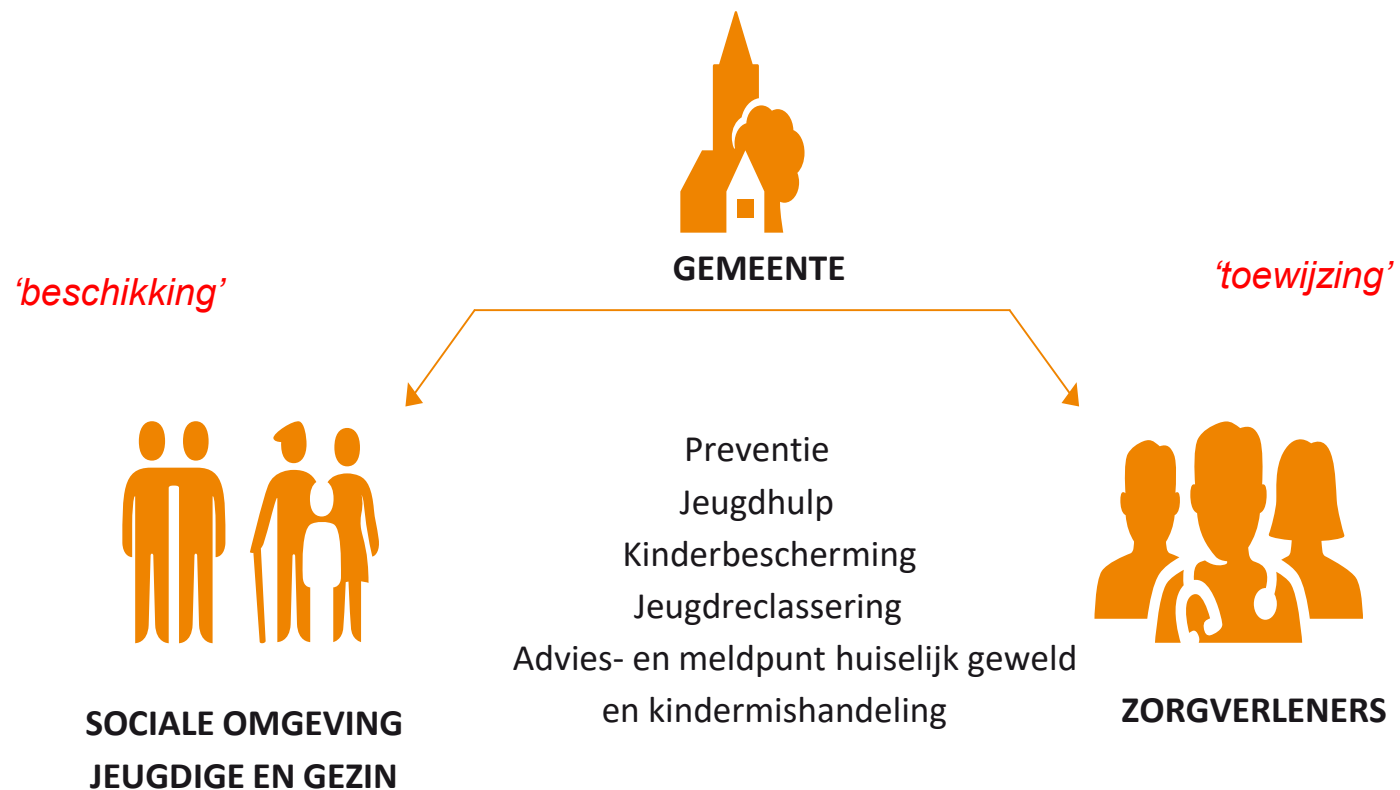 GEMEENTE
‘beschikking’
‘toewijzing’
Preventie
Jeugdhulp
Kinderbescherming
Jeugdreclassering
Advies- en meldpunt huiselijk geweld
en kindermishandeling
SOCIALE OMGEVING
JEUGDIGE EN GEZIN
ZORGVERLENERS